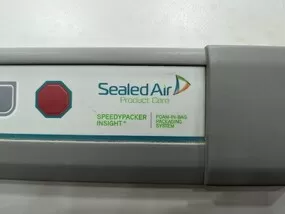 Sealed Air
Product Care
SPEEDYPACKER
INSIGHT™
FOAM-IN-BAG
PACKAGING
SYSTEM